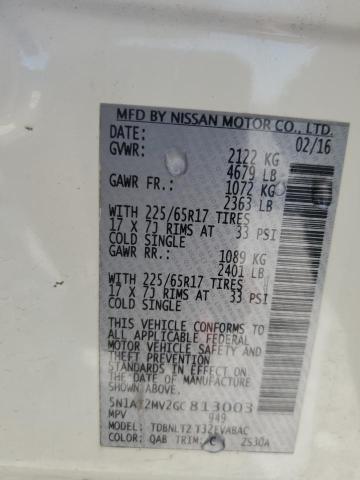 MFD BY NISSAN MOTOR CO., LTD.
DATE: 02/16
GVWR: 2122 KG
4679 LB
GAWR FR.: 1072 KG
2363 LB
WITH 225/65R17 TIRES
17 X 7J RIMS AT 33 PSI
COLD SINGLE
GAWR RR.: 1089 KG
2401 LB
WITH 225/65R17 TIRES
17 X 7J RIMS AT 33 PSI
COLD SINGLE
THIS VEHICLE CONFORMS TO
ALL APPLICABLE FEDERAL
MOTOR VEHICLE SAFETY AND
THEFT PREVENTION
STANDARDS IN EFFECT ON
THE DATE OF MANUFACTURE
SHOWN ABOVE.
5N1AT2MV2GC 813003
MPV 949
MODEL: TDBNLT2 T32EVABAC
COLOR: QAB TRIM: C 2S30A